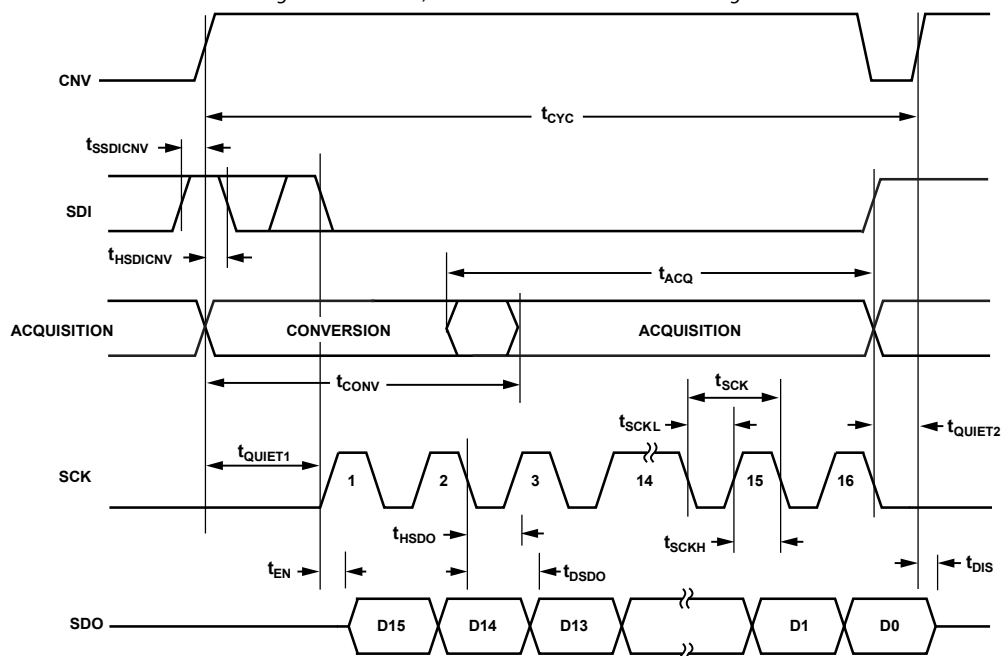 CNV
tCYC
tSSDICNV
SDI
tHSDICNV
tACQ
ACQUISITION
CONVERSION
ACQUISITION
tCONV
tSCK
tSCKL
tQUIET2
tQUIET1
SCK
1
2
3
14
15
16
tHSDO
tSCKH
tEN
tDSDO
tDIS
SDO
D15
D14
D13
D1
D0